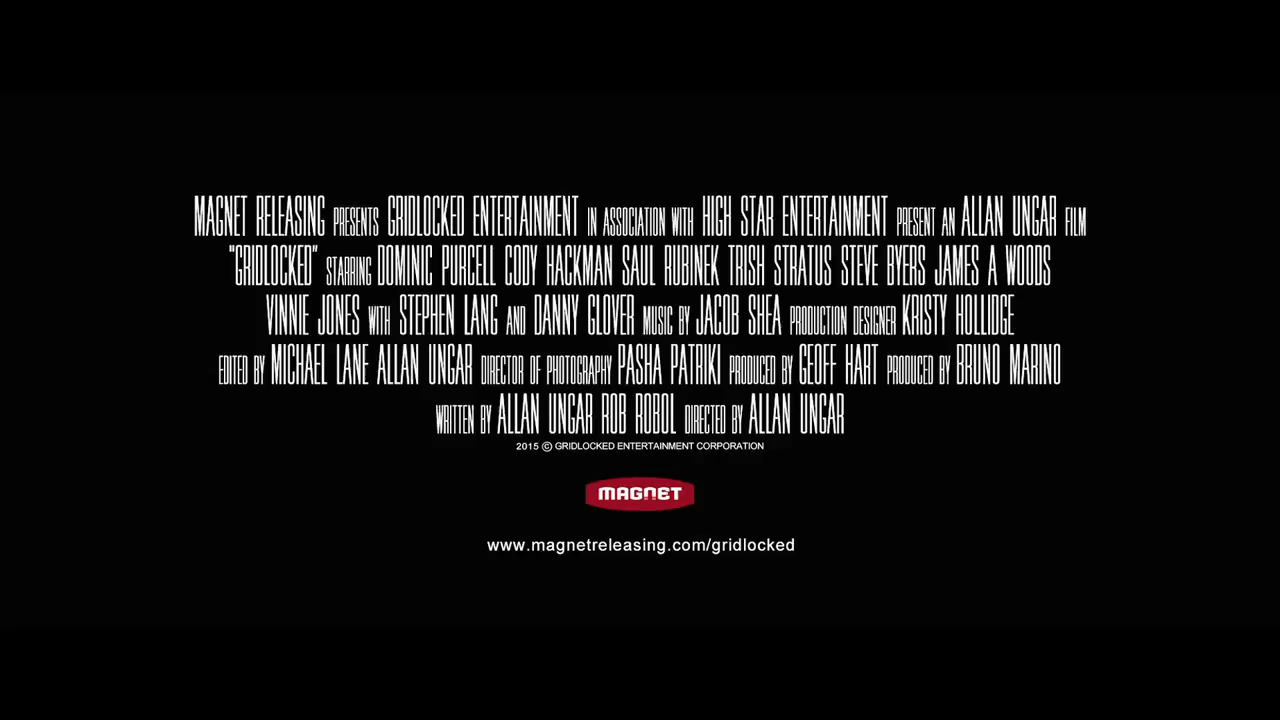 MAGNET RELEASING PRESENTS GRIDLOCKED ENTERTAINMENT IN ASSOCIATION WITH HIGH STAR ENTERTAINMENT PRESENT AN ALLAN UNGAR FILM
"GRIDLOCKED" STARRING DOMINIC PURCELL CODY HACKMAN SAUL RUBINEK TRISH STRATUS STEVE BYERS JAMES A WOODS
VINNIE JONES WITH STEPHEN LANG AND DANNY GLOVER MUSIC BY JACOB SHEA PRODUCTION DESIGNER KRISTY HOLLIDGE
EDITED BY MICHAEL LANE ALLAN UNGAR DIRECTOR OF PHOTOGRAPHY PASHA PATRIKI PRODUCED BY GEOFF HART PRODUCED BY BRUNO MARINO
WRITTEN BY ALLAN UNGAR ROB ROBOL DIRECTED BY ALLAN UNGAR
2015 © GRIDLOCKED ENTERTAINMENT CORPORATION
MAGNET
www.magnetreleasing.com/gridlocked